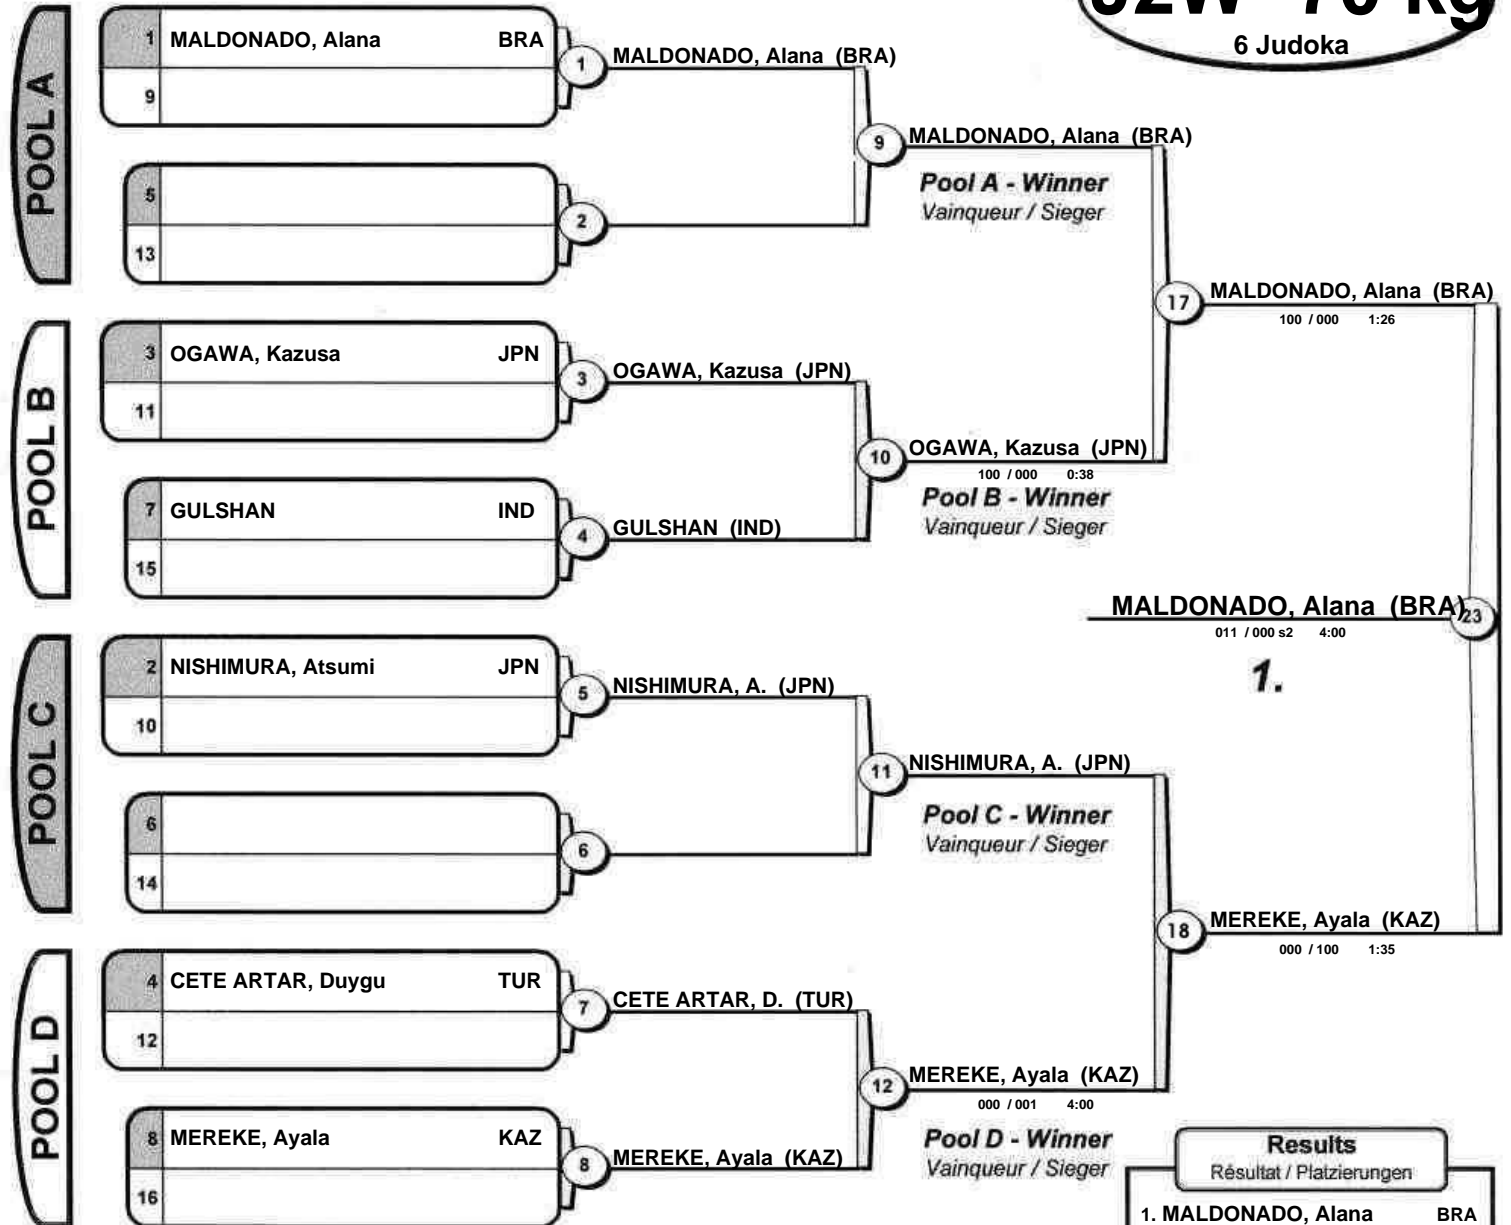 6 Judoka
POOL A
1 MALDONADO, Alana BRA
9
1 MALDONADO, Alana (BRA)
5
13
2
9 MALDONADO, Alana (BRA)
Pool A - Winner
Vainqueur / Sieger
POOL B
3 OGAWA, Kazusa JPN
11
3 OGAWA, Kazusa (JPN)
7 GULSHAN IND
15
4 GULSHAN (IND)
10 OGAWA, Kazusa (JPN)
100 / 000 0:38
Pool B - Winner
Vainqueur / Sieger
17 MALDONADO, Alana (BRA)
100 / 000 1:26
MALDONADO, Alana (BRA) 23
011 / 000 s2 4:00
1.
POOL C
2 NISHIMURA, Atsumi JPN
10
5 NISHIMURA, A. (JPN)
6
14
6
11 NISHIMURA, A. (JPN)
Pool C - Winner
Vainqueur / Sieger
18 MEREKE, Ayala (KAZ)
000 / 100 1:35
POOL D
4 CETE ARTAR, Duygu TUR
12
7 CETE ARTAR, D. (TUR)
8 MEREKE, Ayala KAZ
16
8 MEREKE, Ayala (KAZ)
12 MEREKE, Ayala (KAZ)
000 / 001 4:00
Pool D - Winner
Vainqueur / Sieger
Results
Résultat / Platzierungen
1. MALDONADO, Alana BRA